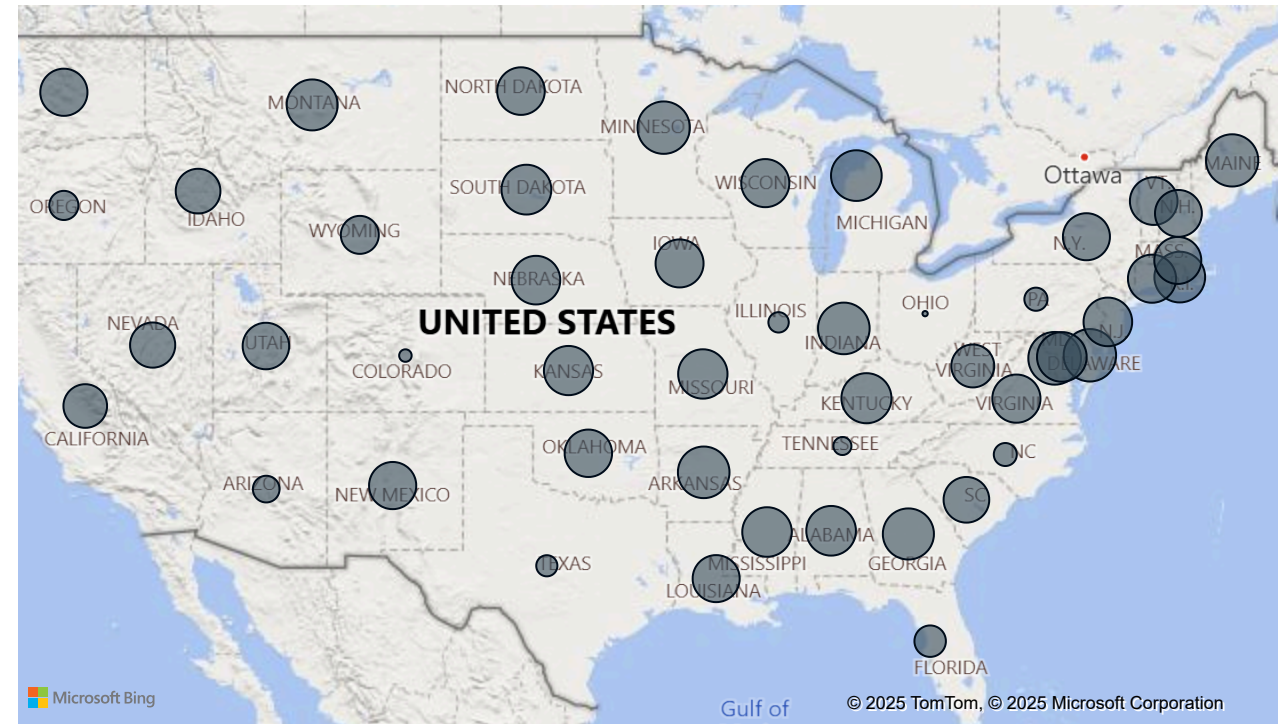 NORTH DAKOTA
MONTANA
MINNESOTA
Ottawa
MAINE
VT.
WISCONSIN
SOUTH DAKOTA
OREGON
IDAHO
N.H.
MICHIGAN
WYOMING
IOWA
N.Y.
MASS.
NEBRASKA
R.I.
PA
OHIO
ILLINOIS
NEVADA
UNITED STATES
N.J.
UTAH
INDIANA
MD
WEST
VIRGINIA
DELAWARE
COLORADO
KANSAS
MISSOURI
KENTUCKY
VIRGINIA
CALIFORNIA
TENNESSEE
OKLAHOMA
NC
ARIZONA
ARKANSAS
NEW MEXICO
SC
ALABAMA
TEXAS
MISSISSIPPI
GEORGIA
LOUISIANA
FLORIDA
Microsoft Bing
Gulf of
© 2025 TomTom, © 2025 Microsoft Corporation